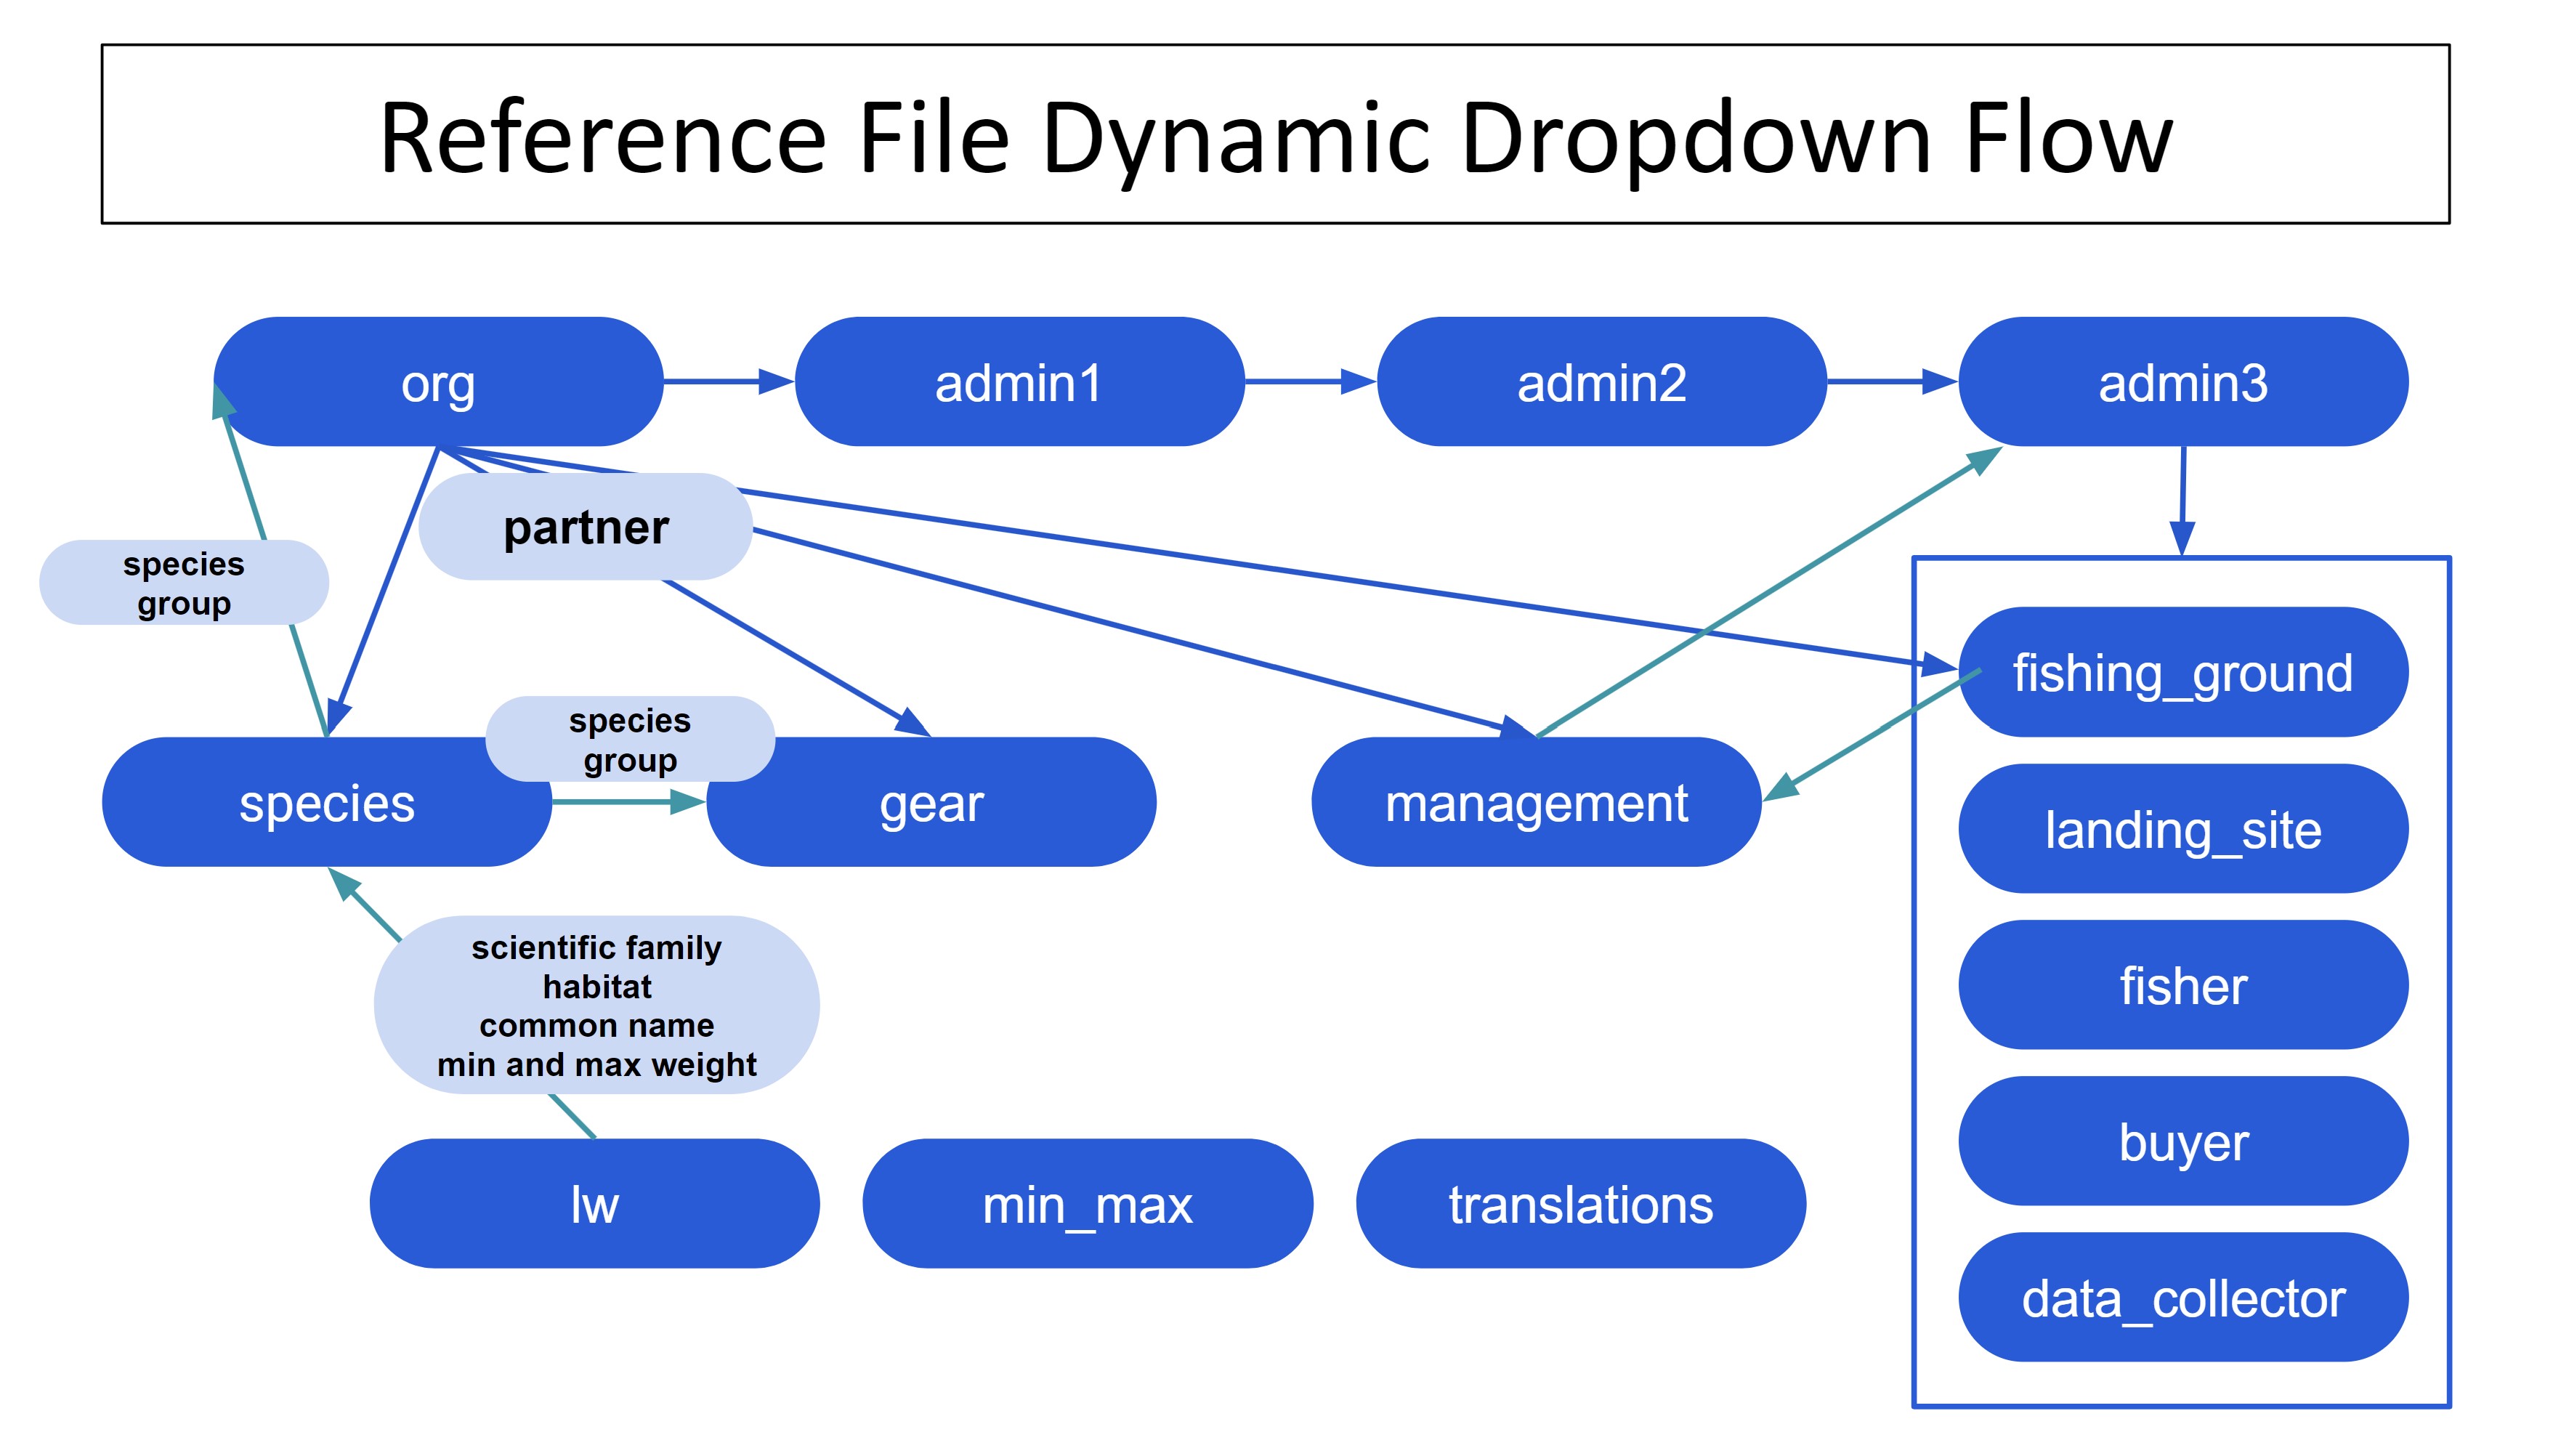 Reference File Dynamic Dropdown Flow
org
admin1
admin2
admin3
partner
species
group
species
group
fishing_ground
species
gear
management
landing_site
scientific family
habitat
common name
min and max weight
fisher
buyer
lw
min_max
translations
data_collector